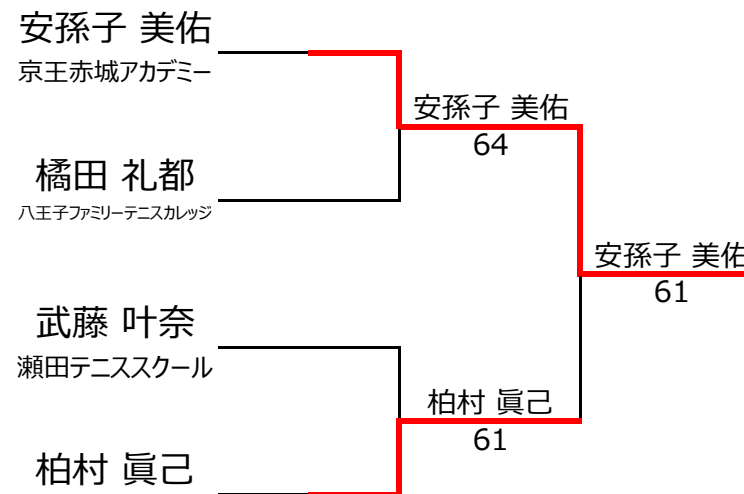 安孫子 美佑
京王赤城アカデミー
安孫子 美佑
64
橘田 礼都
八王子ファミリーテニスカレッジ
安孫子 美佑
61
武藤 叶奈
瀬田テニススクール
柏村 眞己
61
柏村 眞己